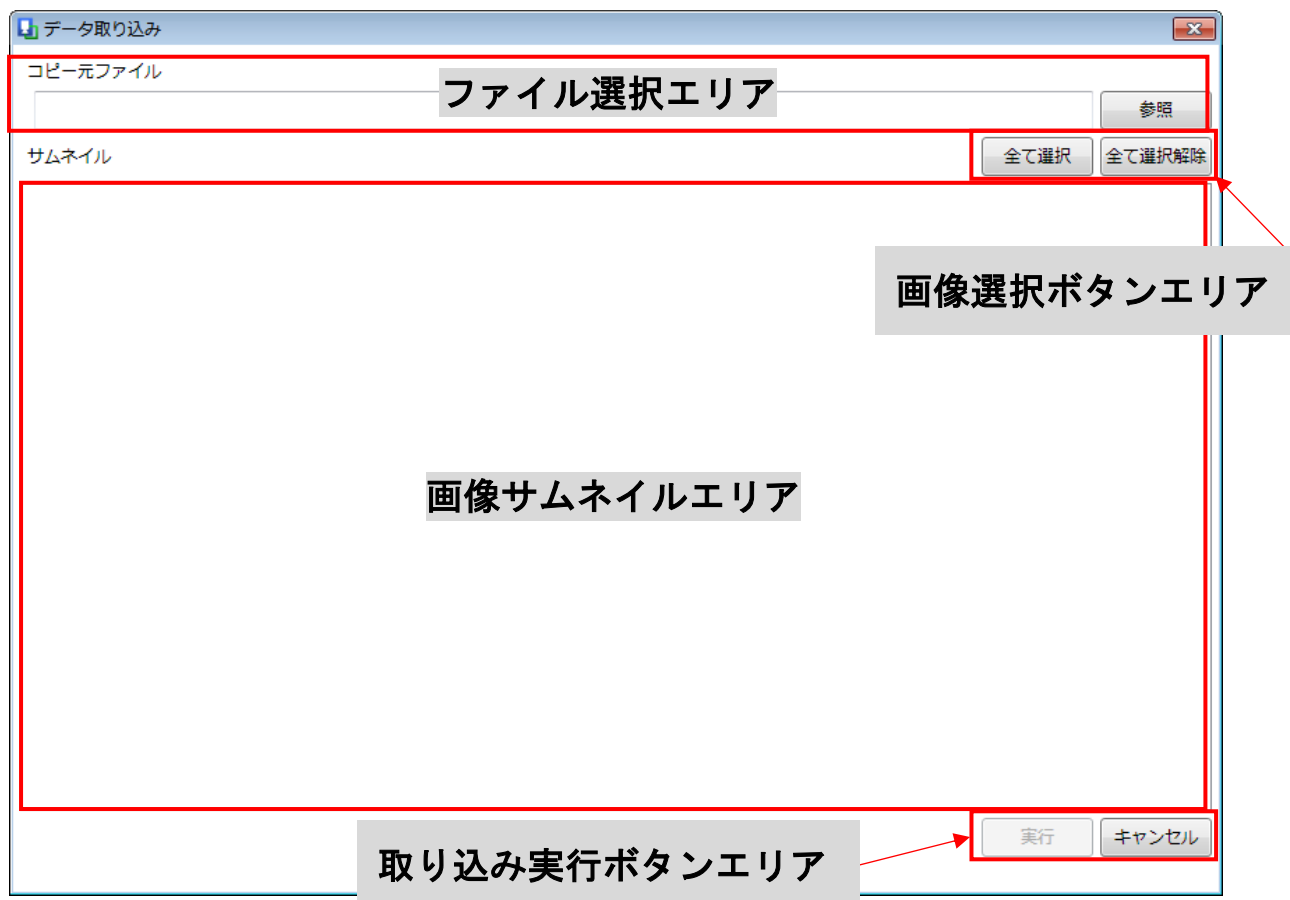 データ取り込み
コピー元ファイル
ファイル選択エリア
参照
サムネイル
全て選択
全て選択解除
画像選択ボタンエリア
画像サムネイルエリア
取り込み実行ボタンエリア
実行
キャンセル